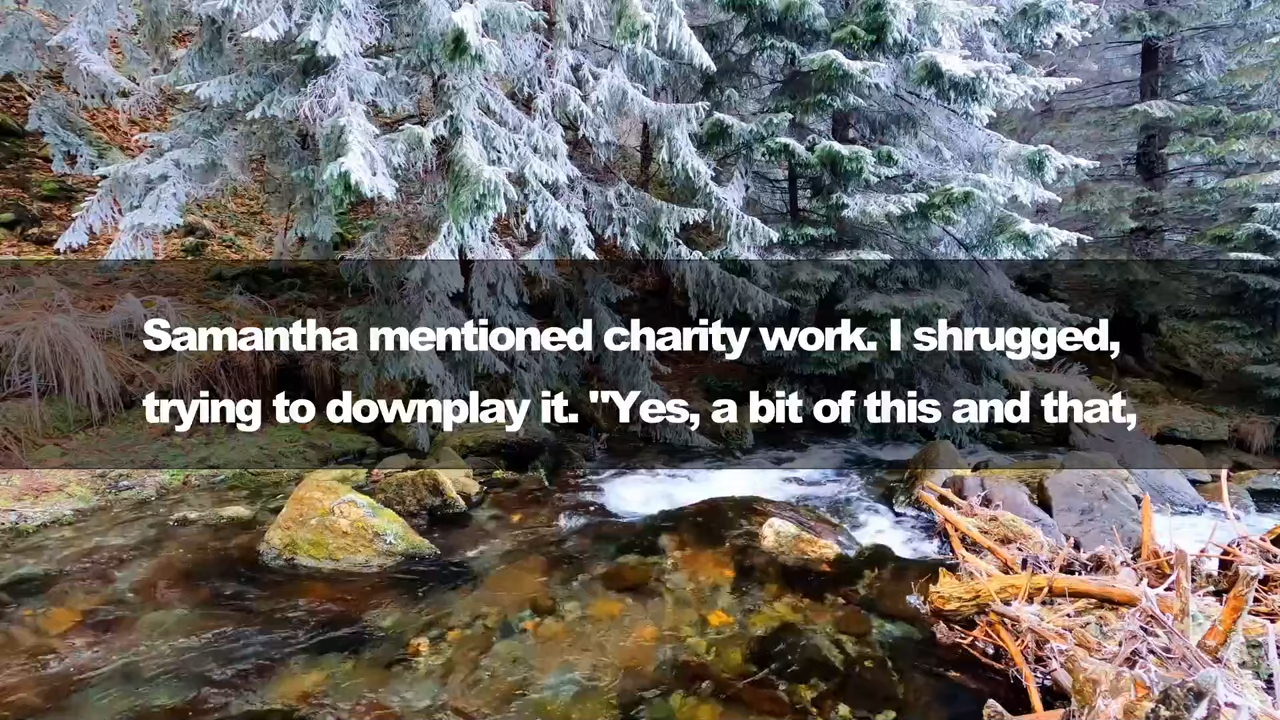 Samantha mentioned charity work. I shrugged,
trying to downplay it. "Yes, a bit of this and that,